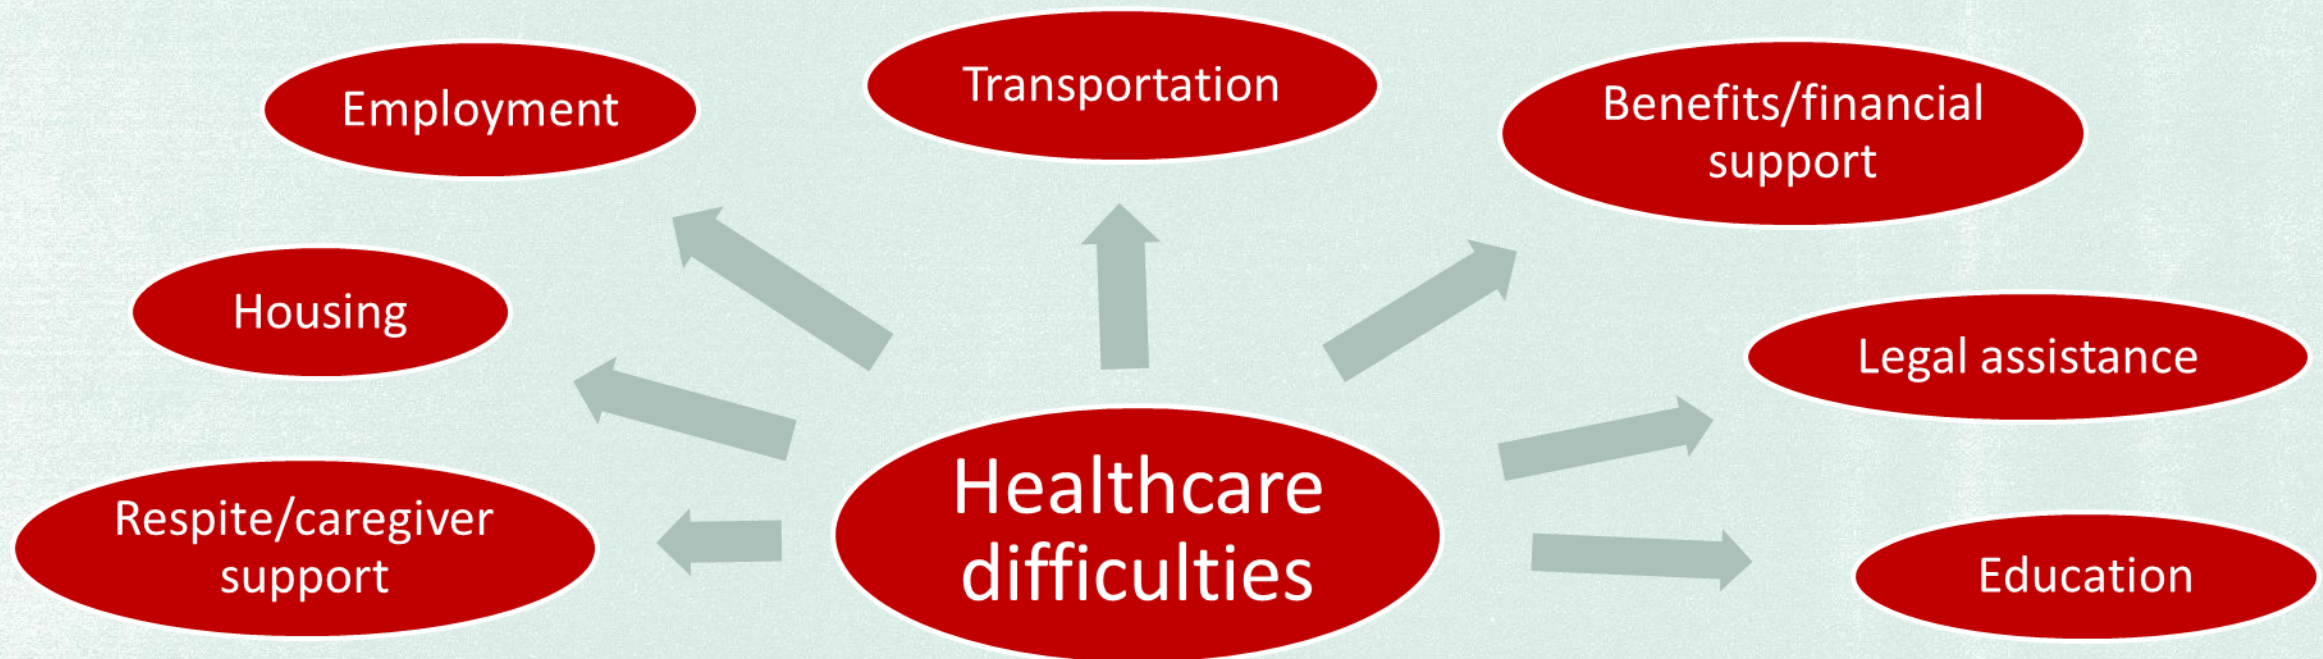 Employment
Transportation
Benefits/financial
support
Housing
Legal assistance
Respite/caregiver
support
Healthcare
difficulties
Education